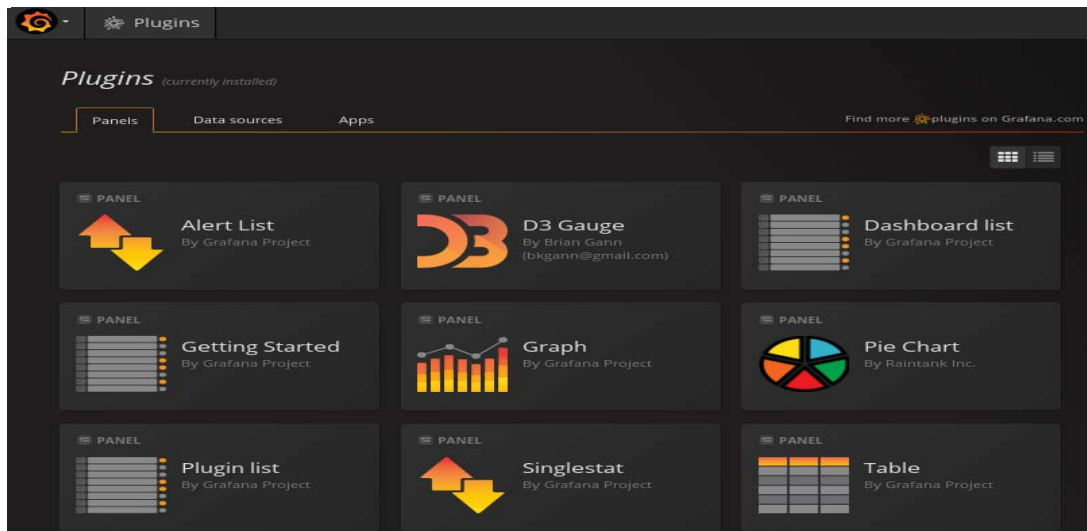 Plugins
Plugins (currently installed)
Panels Data sources Apps Find more plugins on Grafana.com
PANEL
Alert List
By Grafana Project
PANEL
D3 Gauge
By Brian Gann
(bkgann@gmail.com)
PANEL
Dashboard list
By Grafana Project
PANEL
Getting Started
By Grafana Project
PANEL
Graph
By Grafana Project
PANEL
Pie Chart
By Raintank Inc.
PANEL
Plugin list
By Grafana Project
PANEL
Singlestat
By Grafana Project
PANEL
Table
By Grafana Project